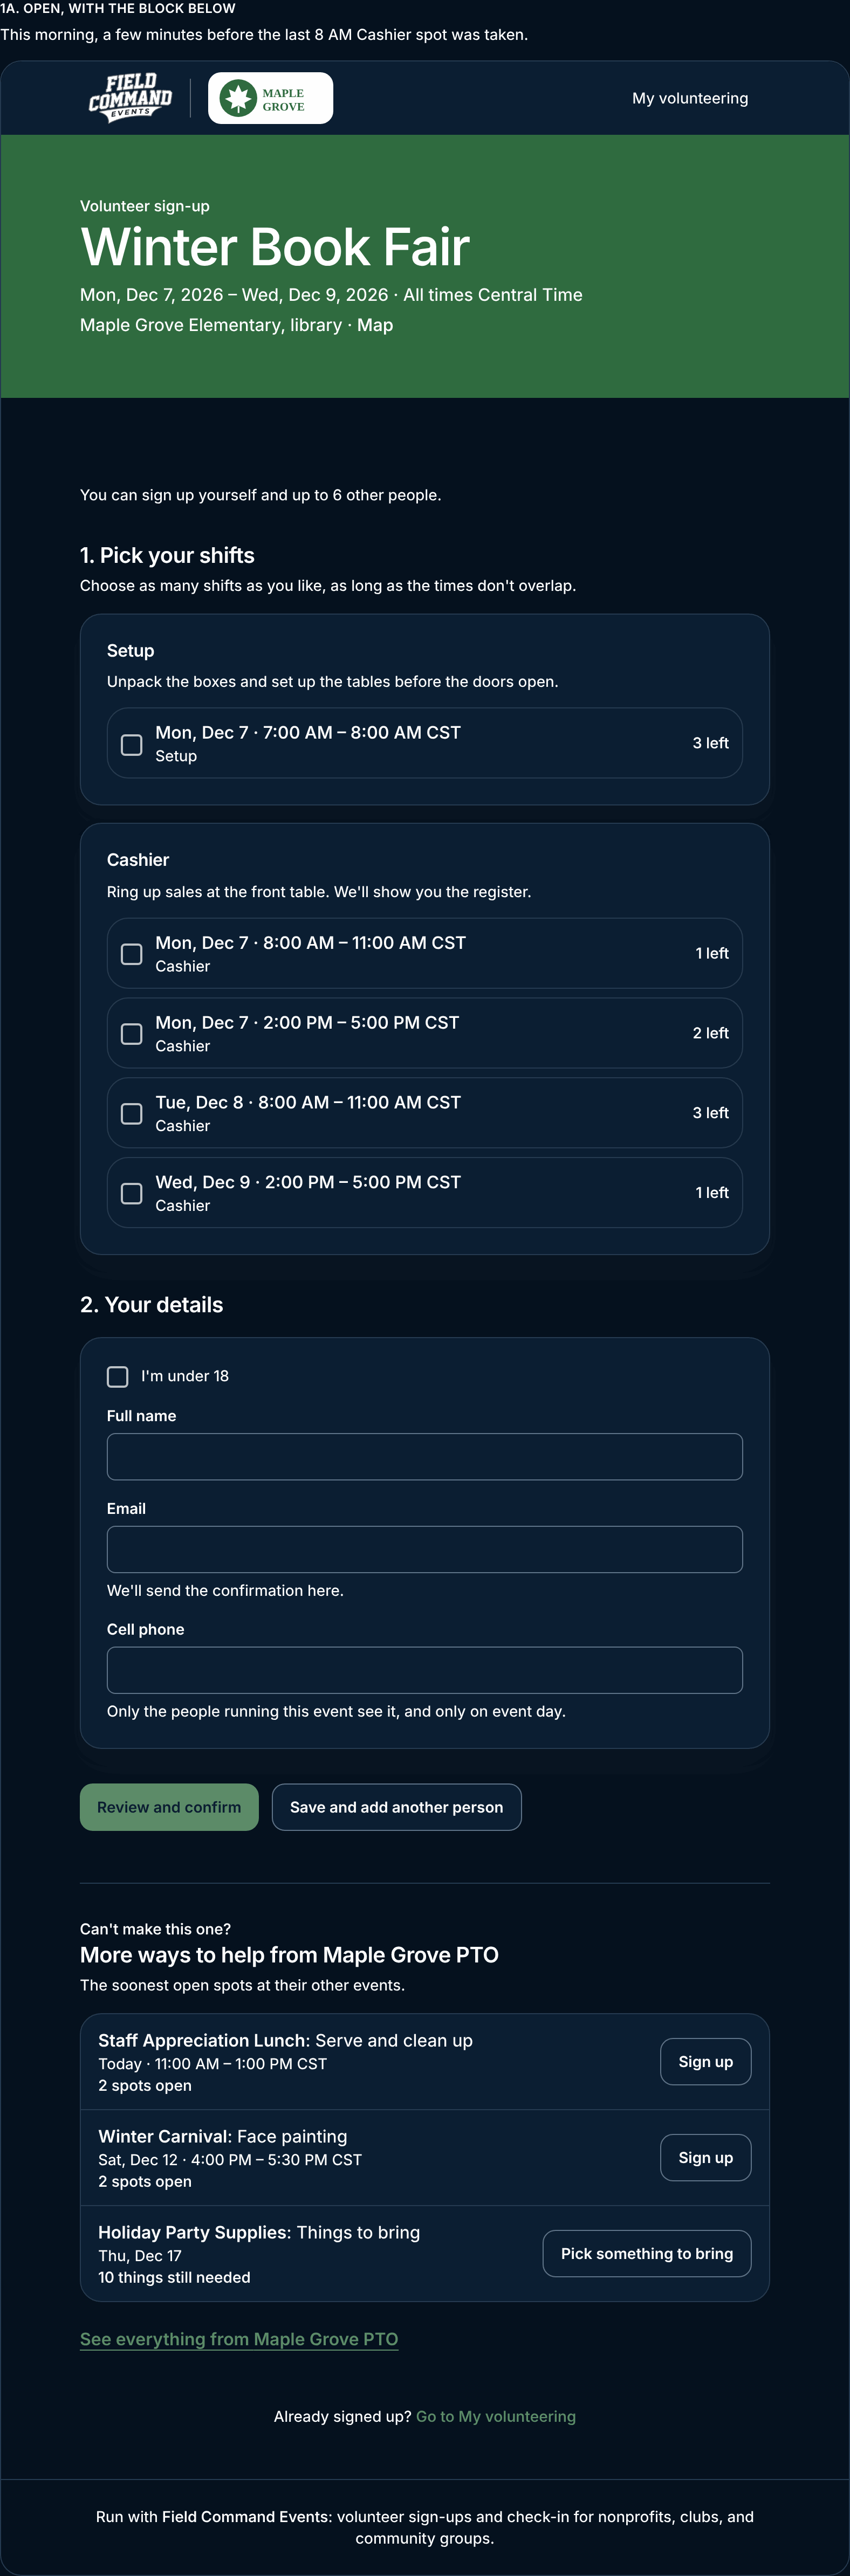 1A. OPEN, WITH THE BLOCK BELOW
This morning, a few minutes before the last 8 AM Cashier spot was taken.
FIELD
COMMAND
EVENTS
MAPLE
GROVE
My volunteering
Volunteer sign-up
Winter Book Fair
Mon, Dec 7, 2026 – Wed, Dec 9, 2026 · All times Central Time
Maple Grove Elementary, library · Map
You can sign up yourself and up to 6 other people.
1. Pick your shifts
Choose as many shifts as you like, as long as the times don't overlap.
Setup
Unpack the boxes and set up the tables before the doors open.
Mon, Dec 7 · 7:00 AM – 8:00 AM CST
Setup
3 left
Cashier
Ring up sales at the front table. We'll show you the register.
Mon, Dec 7 · 8:00 AM – 11:00 AM CST
Cashier
1 left
Mon, Dec 7 · 2:00 PM – 5:00 PM CST
Cashier
2 left
Tue, Dec 8 · 8:00 AM – 11:00 AM CST
Cashier
3 left
Wed, Dec 9 · 2:00 PM – 5:00 PM CST
Cashier
1 left
2. Your details
I'm under 18
Full name
Email
We'll send the confirmation here.
Cell phone
Only the people running this event see it, and only on event day.
Review and confirm
Save and add another person
Can't make this one?
More ways to help from Maple Grove PTO
The soonest open spots at their other events.
Staff Appreciation Lunch: Serve and clean up
Today · 11:00 AM – 1:00 PM CST
2 spots open
Sign up
Winter Carnival: Face painting
Sat, Dec 12 · 4:00 PM – 5:30 PM CST
2 spots open
Sign up
Holiday Party Supplies: Things to bring
Thu, Dec 17
10 things still needed
Pick something to bring
See everything from Maple Grove PTO
Already signed up? Go to My volunteering
Run with Field Command Events: volunteer sign-ups and check-in for nonprofits, clubs, and
community groups.